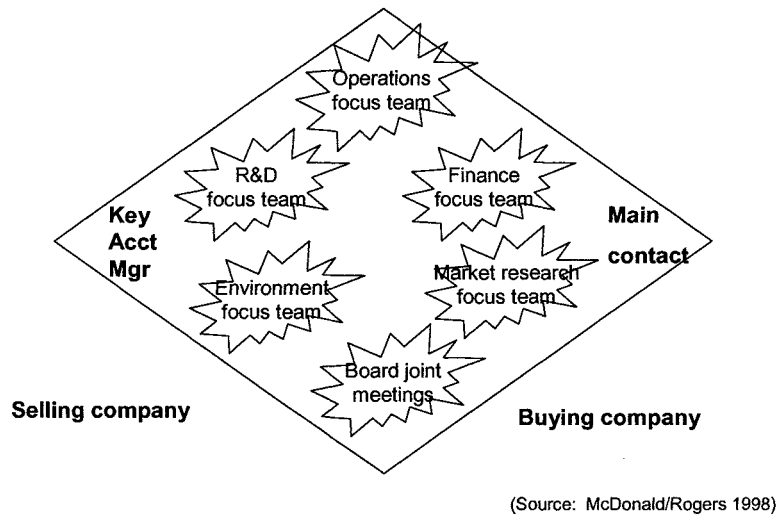 Operations
focus team
R&D
focus team
Finance
focus team
Key
Acct
Mgr
Main
contact
Environment
focus team
Market research
focus team
Board joint
meetings
Selling company
Buying company
(Source: McDonald/Rogers 1998)